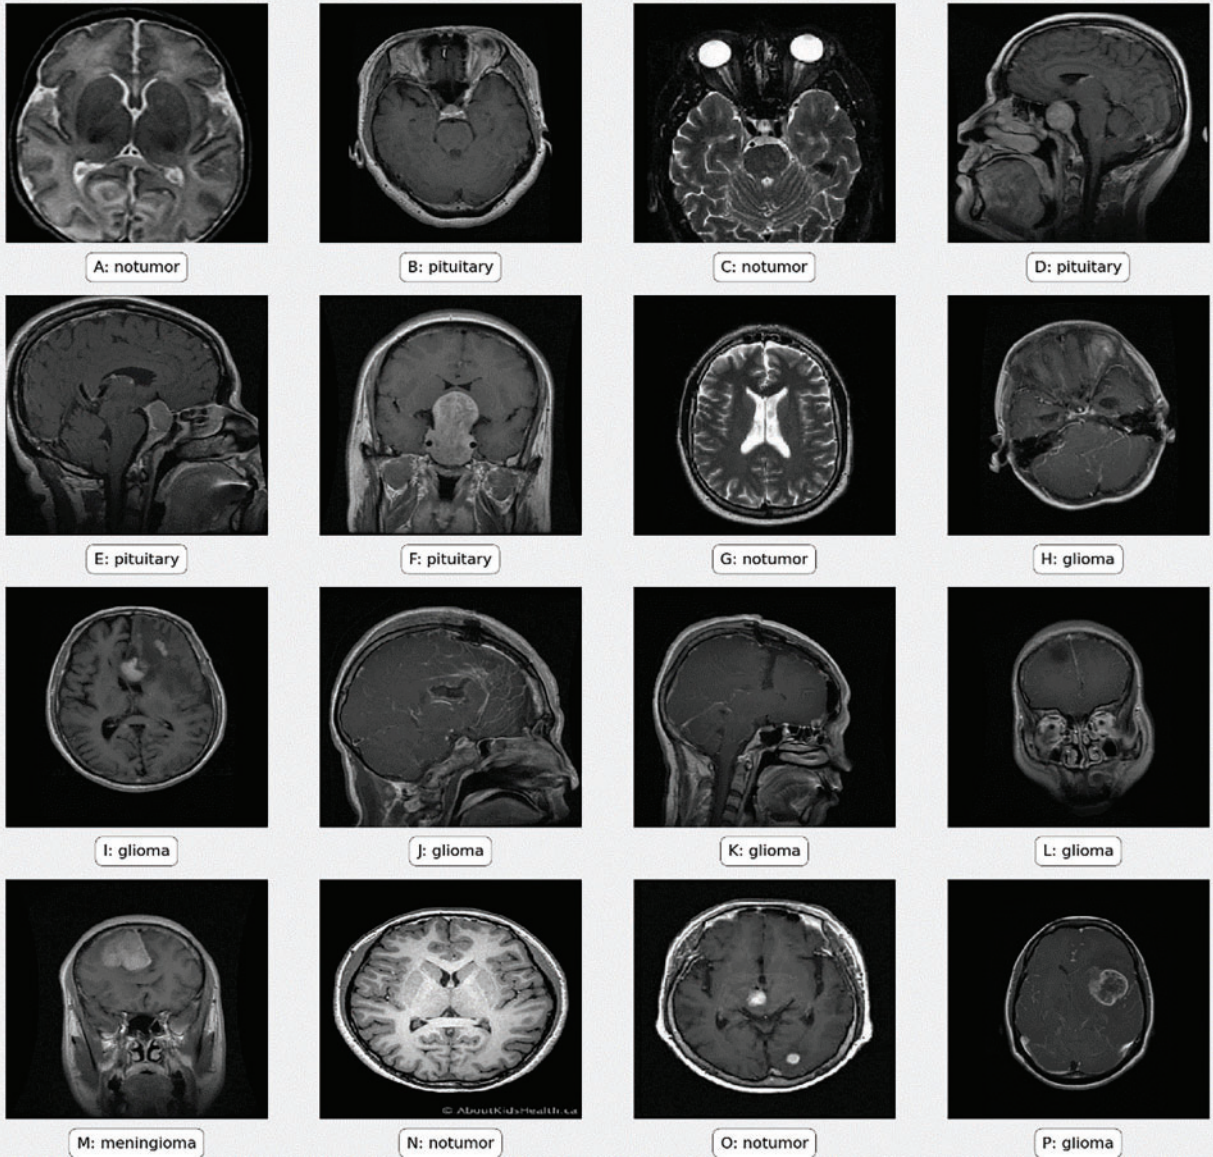 A: notumor
B: pituitary
C: notumor
D: pituitary
E: pituitary
F: pituitary
G: notumor
H: glioma
I: glioma
J: glioma
K: glioma
L: glioma
© AboutKidsHealth.ca
M: meningioma
N: notumor
O: notumor
P: glioma